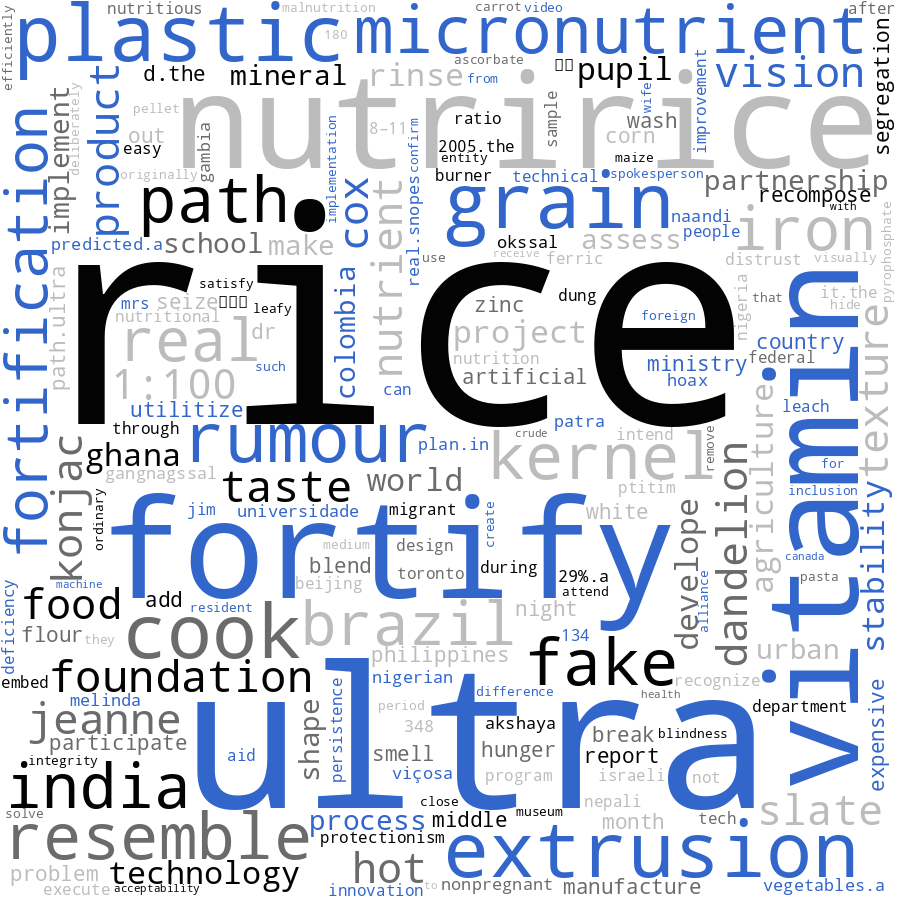 efficiently
nutritious
malnutrition
carrot
video
after
plastic
180
micronutrient
segregation
d.the
mineral
rinse
ascorbate
from
pupil
vision
improvement
implement
deliberately
product
pellet
nutririce
wife
out
gambia
8–11
ratio
sample
wash
corn
easy
implementation
confirm
2005.the
entity
maize
fortification
originally
path.
cox
nutrient
real.snopes
burner
technical
spokesperson
partnership
recompose
with
grain
naandi
people
iron
pyrophosphate
predicted.a
school
make
okssal
assess
use
receive
ferric
distrust
visually
rice
path.ultra
satisfy
mrs
seize
leafy
nutritional
real
dr
colombia
zinc
dung
foreign
nigeria
that
it.the
hide
project
country
texture
such
1:100
can
nutrition
artificial
ministry
hoax
federal
vitamin
utilitize
through
rumour
plan.in
patra
crude
kernel
intend
remove
agriculture
leach
konjac
ghana
gangnagssal
taste
world
ptitim
for
inclusion
stability
ordinary
jim
universidade
migrant
create
white
develope
dandelion
fortify
medium
design
blend
toronto
beijing
during
29%.a
attend
alliance
canada
pasta
machine
deficiency
food
add
resident
cook
brazil
night
134
flour
they
philippines
fake
urban
embed
foundation
melinda
nigerian
difference
recognize
health
department
expensive
jeanne
participate
shape
persistence
period
348
akshaya
break
blindness
ultra
aid
smell
hunger
report
integrity
india
viçosa
program
israeli
not
solve
close
museum
nepali
month
tech
slate
resemble
process
middle
protectionism
extrusion
problem
technology
hot
execute
acceptability
innovation
to
nonpregnant
manufacture
vegetables.a